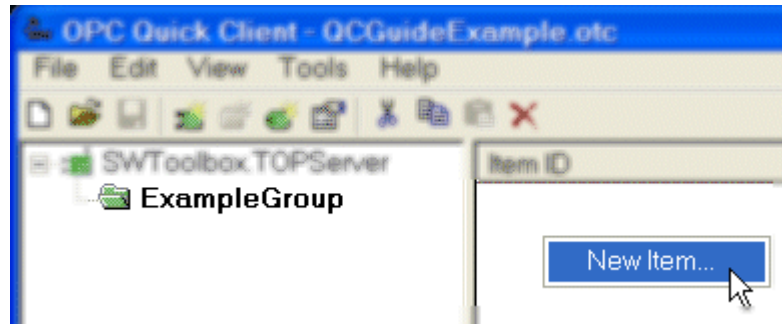 OPC Quick Client - QCGuideExample.otc
File Edit View Tools Help
SWToolbox.TOPServer
Item ID
ExampleGroup
New Item...